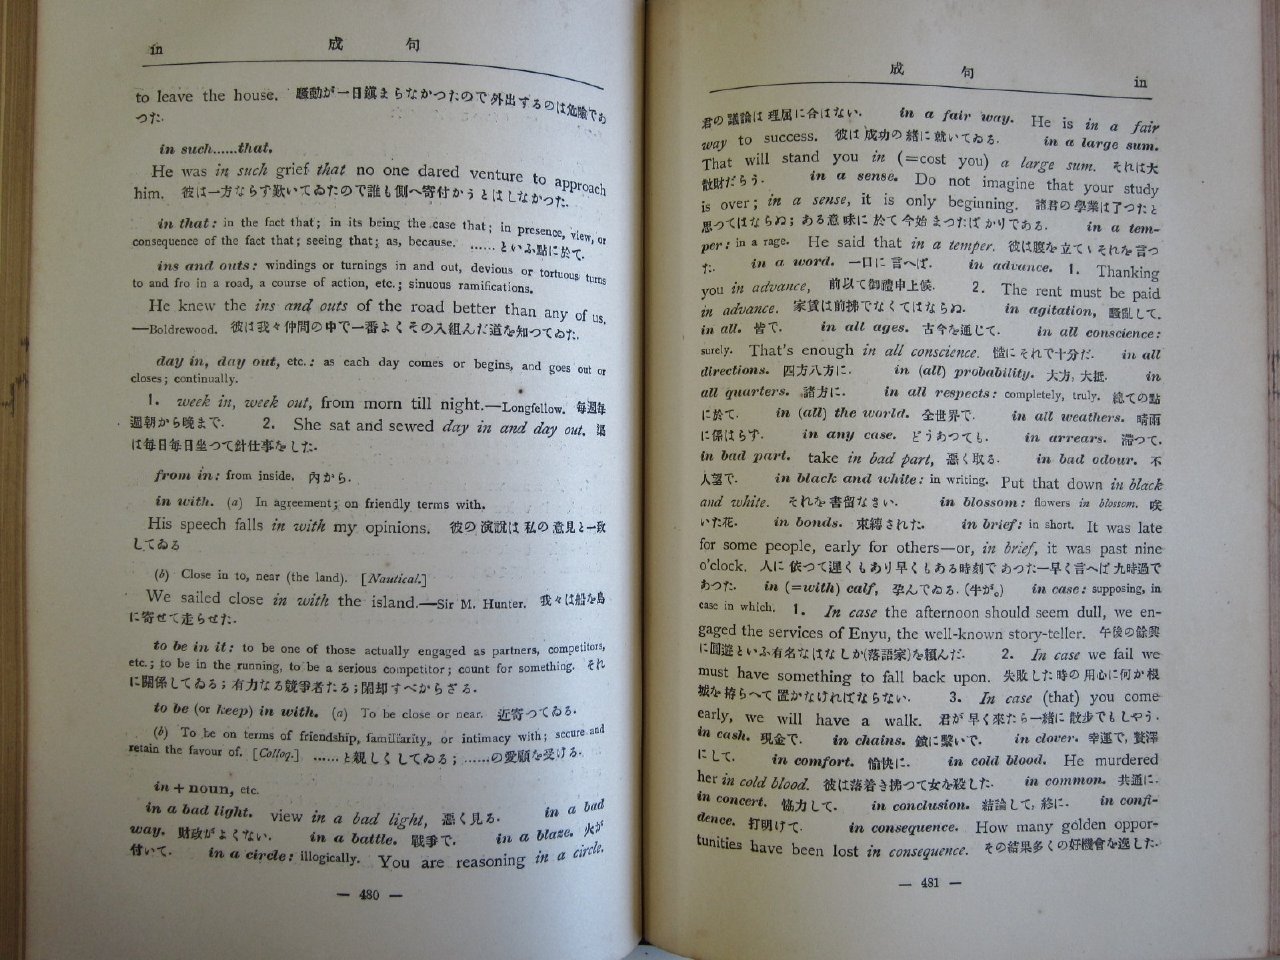 in 成句
to leave the house. 騷動が一日鎭まらなかつたので外出するのは危險であ
つた.
in such......that.
He was in such grief that no one dared venture to approach
him. 彼は一方ならず歎いてゐたので誰も側へ寄付かうとはしなかつた.
in that: in the fact that; in its being the case that; in presence, view, or
consequence of the fact that; seeing that; as, because. ......といふ點に於て.
ins and outs: windings or turnings in and out, devious or tortuous turns
to and fro in a road, a course of action, etc.; sinuous ramifications.
He knew the ins and outs of the road better than any of us.
—Boldrewood. 彼は我々仲間の中で一番よくその入組んだ道を知つてゐた.
day in, day out, etc.: as each day comes or begins, and goes out or
closes; continually.
1. week in, week out, from morn till night.—Longfellow. 每週每
週朝から晚まで. 2. She sat and sewed day in and day out.
は每日每日坐つて針仕事をした.
from in: from inside. 內から.
in with. (a) In agreement; on friendly terms with.
His speech falls in with my opinions. 彼の演說は私の意見と一致
してゐる
(b) Close in to, near (the land). [Nautical.]
We sailed close in with the island.—Sir M. Hunter. 我々は船を島
に寄せて走らせた.
to be in it: to be one of those actually engaged as partners, competitors,
etc.; to be in the running, to be a serious competitor; count for something. それ
に關係してゐる; 有力なる競爭者たる; 閑却すべからざる.
to be (or keep) in with. (a) To be close or near. 近寄つてゐる.
(b) To be on terms of friendship, familiarity, or intimacy with; secure and
retain the favour of. [Colloq.] ......と親しくしてゐる; ......の愛顧を受ける.
in + noun, etc.
in a bad light. view in a bad light, 惡く見る. in a bad
way. 財政がよくない. in a battle. 戰爭で. in a blaze. 火が
付いて. in a circle: illogically. You are reasoning in a circle.
— 480 —
成句 in
君の議論は理屈に合はない. in a fair way. He is in a fair
way to success. 彼は成功の緒に就いてゐる. in a large sum.
That will stand you in (=cost you) a large sum. それは大
散財だらう. in a sense. Do not imagine that your study
is over; in a sense, it is only beginning. 諸君の學業は了つたと
思つてはならぬ; ある意味に於て今始まつたばかりである. in a tem-
per: in a rage. He said that in a temper. 彼は腹を立てゝそれを言つ
た. in a word. 一口に言へば. in advance. 1. Thanking
you in advance, 前以て御禮申上候. 2. The rent must be paid
in advance. 家賃は前拂でなくてはならぬ. in agitation, 騷亂して.
in all. 皆で. in all ages. 古今を通じて. in all conscience:
surely. That's enough in all conscience. 慥にそれで十分だ. in all
directions. 四方八方に. in (all) probability. 大方, 大抵. in
all quarters. 諸方に. in all respects: completely, truly. 總ての點
に於て. in (all) the world. 全世界で. in all weathers. 晴雨
に係はらず. in any case. どうあつても. in arrears. 滯つて.
in bad part. take in bad part, 惡く取る. in bad odour. 不
人望で. in black and white: in writing. Put that down in black
and white. それを書留なさい. in blossom: flowers in blossom. 咲
いた花. in bonds. 束縛された. in brief: in short. It was late
for some people, early for others—or, in brief, it was past nine
o'clock. 人に依つて遲くもあり早くもある時刻であつた—早く言へば九時過で
あつた. in (=with) calf, 孕んでゐる. (牛が。) in case: supposing, in
case in which. 1. In case the afternoon should seem dull, we en-
gaged the services of Enyu, the well-known story-teller. 午後の餘興
に圓遊といふ有名なはなしか(落語家)を賴んだ. 2. In case we fail we
must have something to fall back upon. 失敗した時の用心に何か根
城を拵らへて置かなければならない. 3. In case (that) you come
early, we will have a walk. 君が早く來たら一緖に散步でもしやう.
in cash. 現金で. in chains. 鎖に繫いで. in clover. 幸運で, 贅澤
にして. in comfort. 愉快に. in cold blood. He murdered
her in cold blood. 彼は落着き拂つて女を殺した. in common. 共通に.
in concert. 協力して. in conclusion. 結論して, 終に. in confi-
dence. 打明けて. in consequence. How many golden oppor-
tunities have been lost in consequence. その結果多くの好機會を逸した.
— 481 —